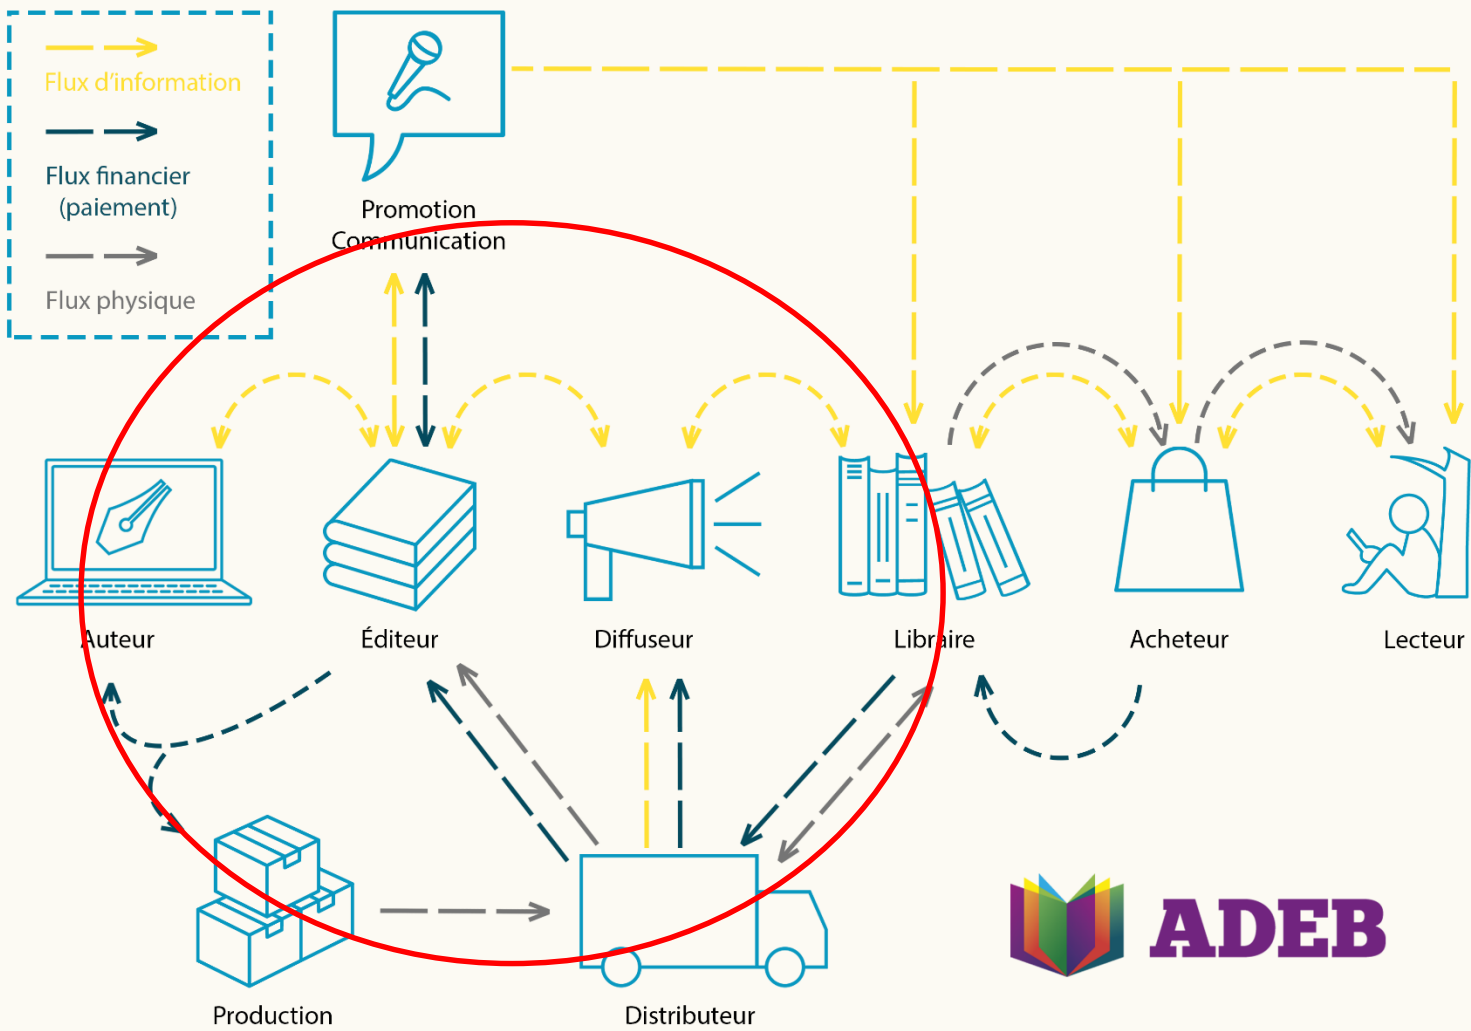 Flux d'information
Flux financier
(paiement)
Flux physique
Promotion
Communication
Auteur
Éditeur
Diffuseur
Libraire
Acheteur
Lecteur
Production
Distributeur
ADEB